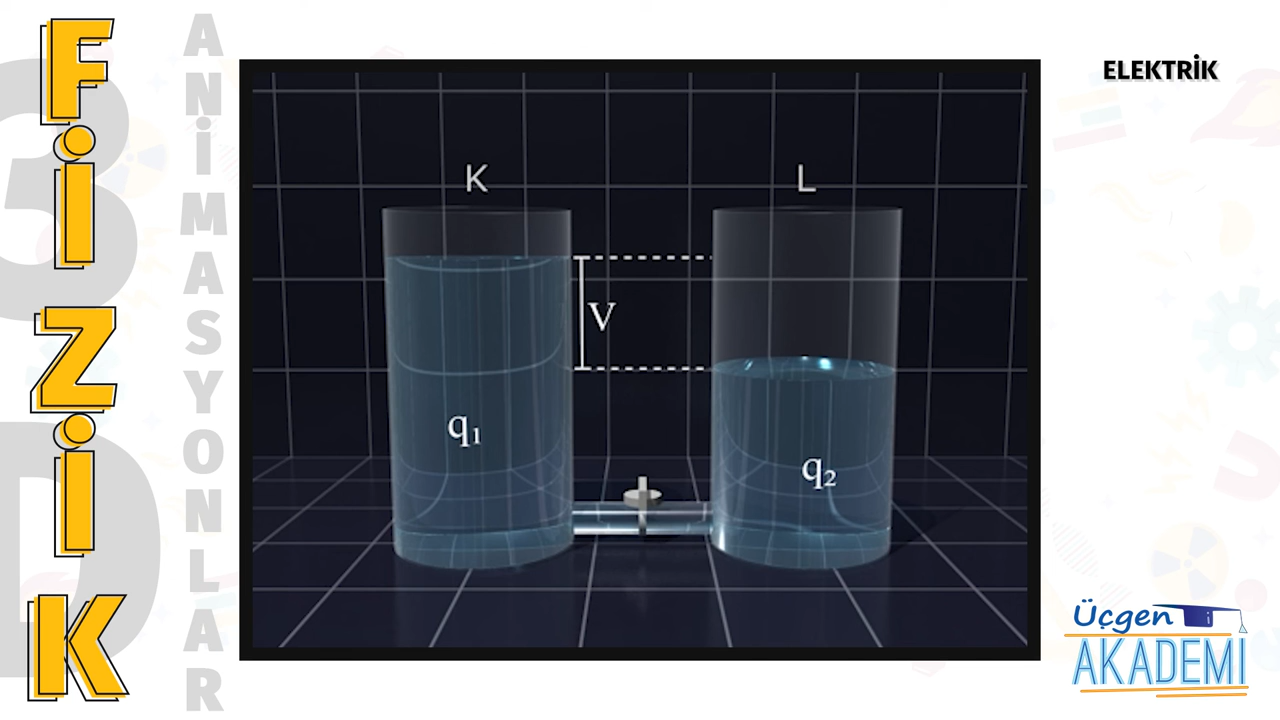 FİZİK
3D
ANİMASYONLAR
ELEKTRİK
K
L
V
q₁
q₂
Üçgen
AKADEMİ